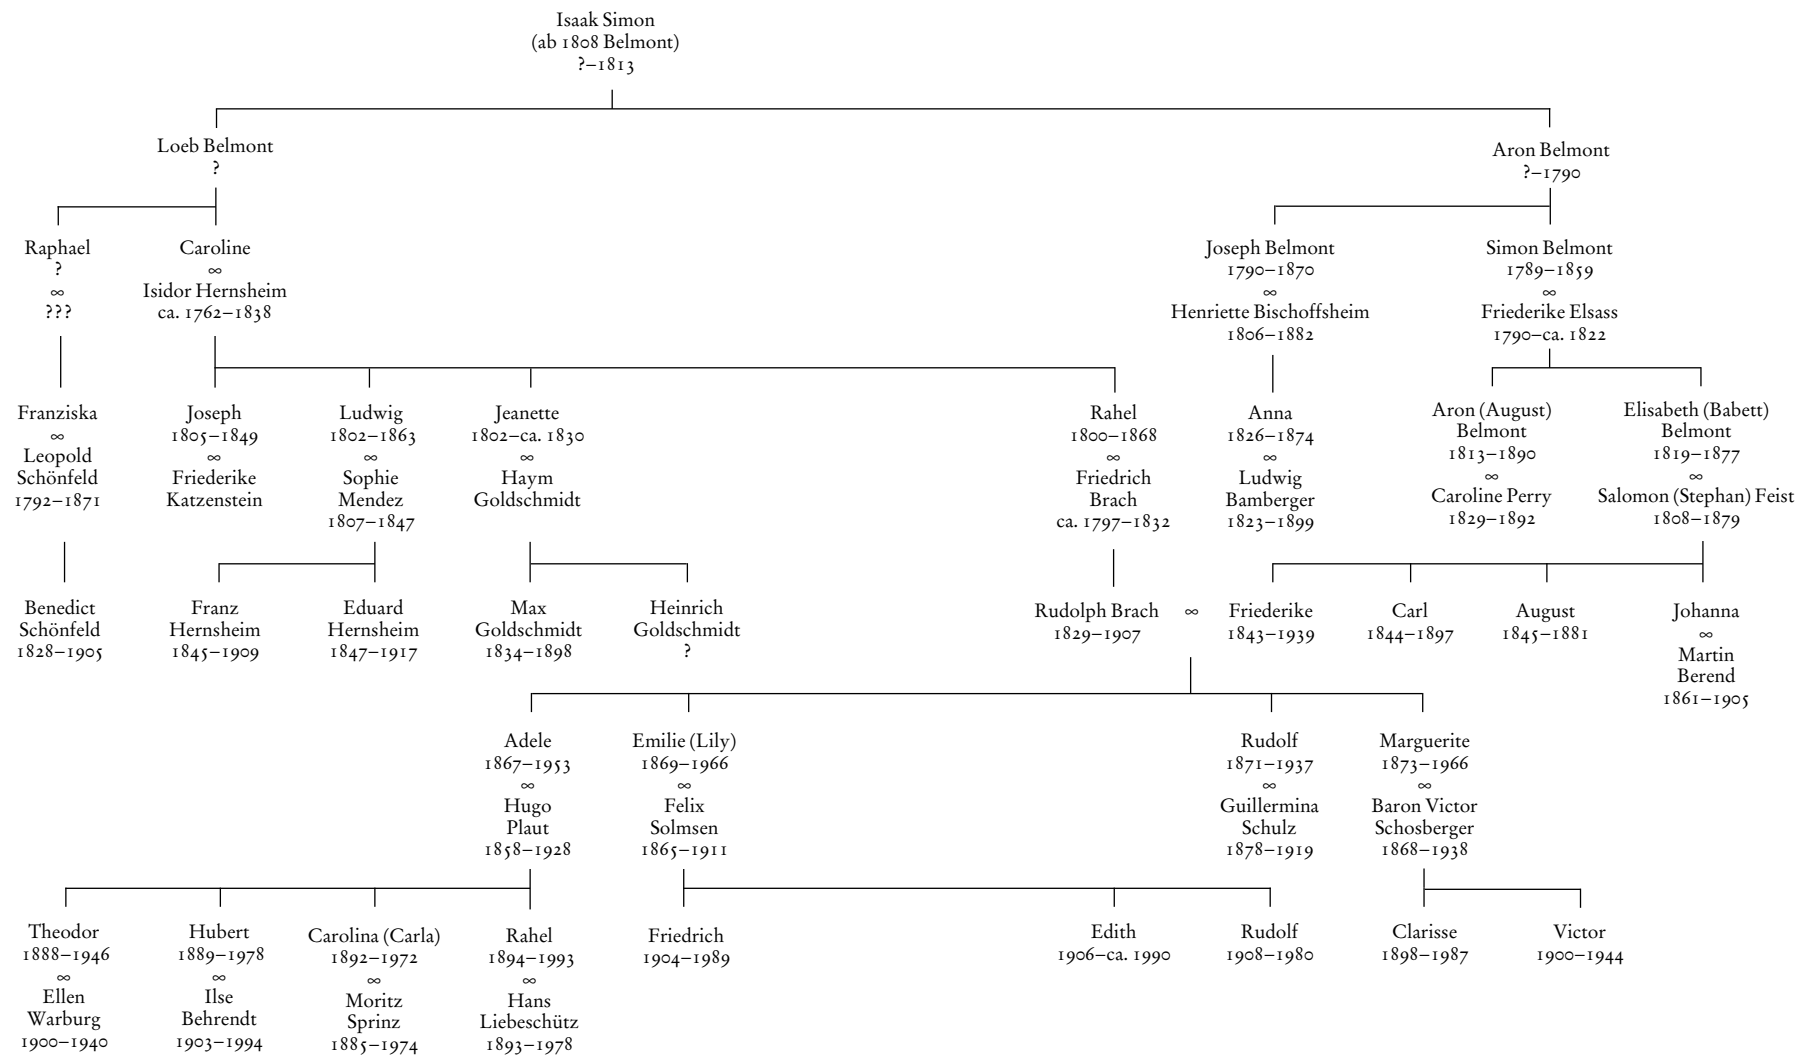 Isaak Simon
(ab 1808 Belmont)
?–1813
Loeb Belmont
?
Aron Belmont
?–1790
Raphael
?
∞
???
Caroline
∞
Isidor Hernsheim
ca. 1762–1838
Joseph Belmont
1790–1870
∞
Henriette Bischoffsheim
1806–1882
Simon Belmont
1789–1859
∞
Friederike Elsass
1790–ca. 1822
Franziska
∞
Leopold
Schönfeld
1792–1871
Joseph
1805–1849
∞
Friederike
Katzenstein
Ludwig
1802–1863
∞
Sophie
Mendez
1807–1847
Jeanette
1802–ca. 1830
∞
Haym
Goldschmidt
Rahel
1800–1868
∞
Friedrich
Brach
ca. 1797–1832
Anna
1826–1874
∞
Ludwig
Bamberger
1823–1899
Aron (August)
Belmont
1813–1890
∞
Caroline Perry
1829–1892
Elisabeth (Babett)
Belmont
1819–1877
∞
Salomon (Stephan) Feist
1808–1879
Benedict
Schönfeld
1828–1905
Franz
Hernsheim
1845–1909
Eduard
Hernsheim
1847–1917
Max
Goldschmidt
1834–1898
Heinrich
Goldschmidt
?
Rudolph Brach
1829–1907
∞
Friederike
1843–1939
Carl
1844–1897
August
1845–1881
Johanna
∞
Martin
Berend
1861–1905
Adele
1867–1953
∞
Hugo
Plaut
1858–1928
Emilie (Lily)
1869–1966
∞
Felix
Solmsen
1865–1911
Rudolf
1871–1937
∞
Guillermina
Schulz
1878–1919
Marguerite
1873–1966
∞
Baron Victor
Schosberger
1868–1938
Theodor
1888–1946
∞
Ellen
Warburg
1900–1940
Hubert
1889–1978
∞
Ilse
Behrendt
1903–1994
Carolina (Carla)
1892–1972
∞
Moritz
Sprinz
1885–1974
Rahel
1894–1993
∞
Hans
Liebeschütz
1893–1978
Friedrich
1904–1989
Edith
1906–ca. 1990
Rudolf
1908–1980
Clarisse
1898–1987
Victor
1900–1944